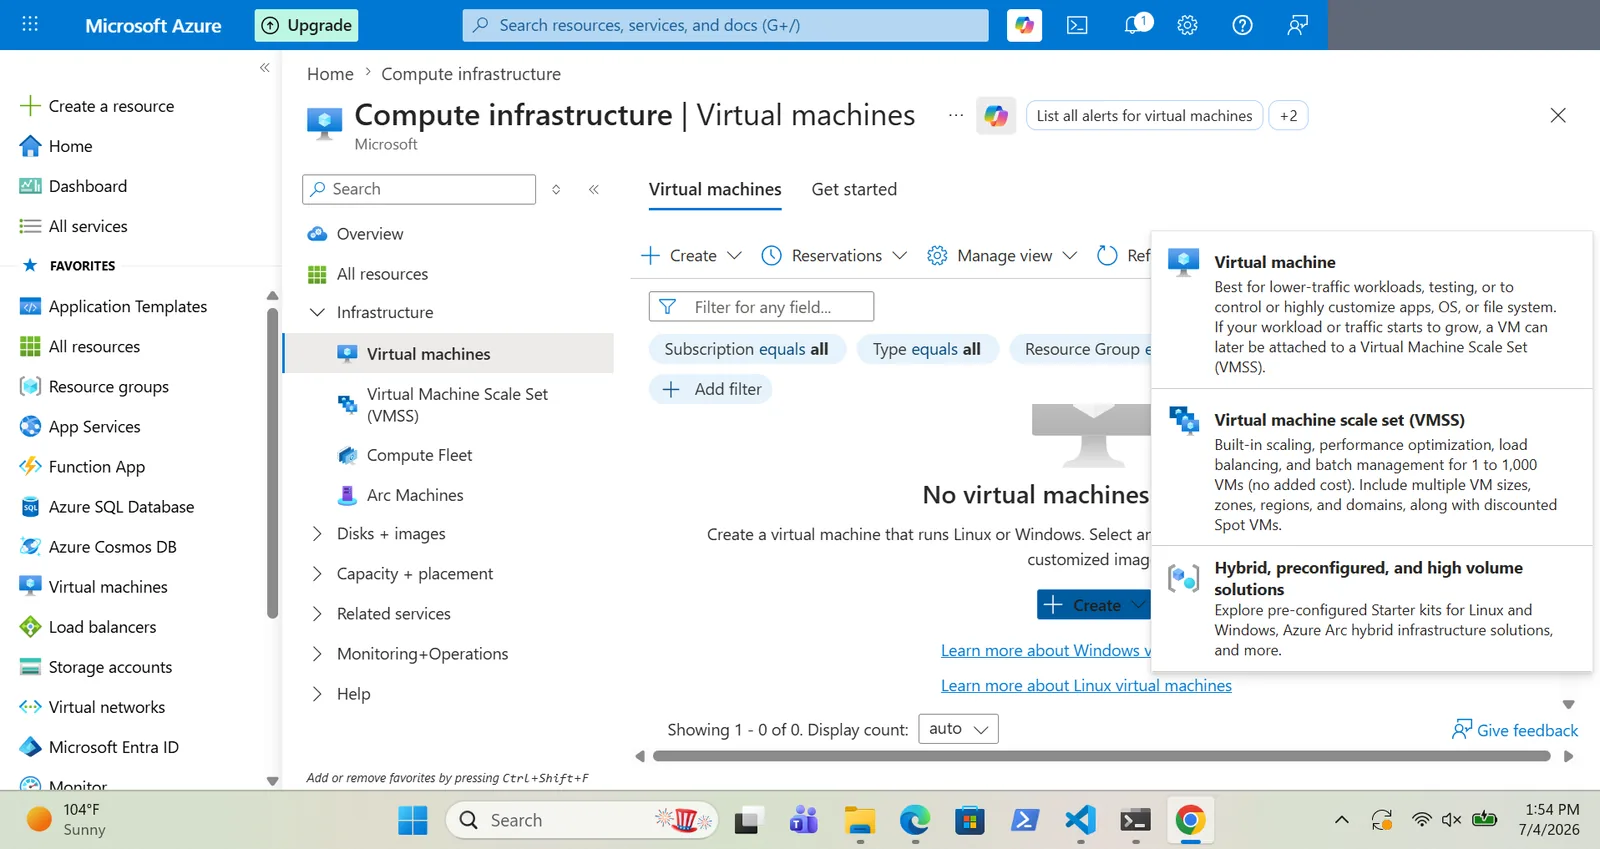 Microsoft Azure
Upgrade
Search resources, services, and docs (G+/)
1
Create a resource
Home
Dashboard
All services
FAVORITES
Application Templates
All resources
Resource groups
App Services
Function App
Azure SQL Database
Azure Cosmos DB
Virtual machines
Load balancers
Storage accounts
Virtual networks
Microsoft Entra ID
Monitor
Home > Compute infrastructure
Compute infrastructure | Virtual machines
Microsoft
List all alerts for virtual machines
+2
Search
Overview
All resources
Infrastructure
Virtual machines
Virtual Machine Scale Set
(VMSS)
Compute Fleet
Arc Machines
Disks + images
Capacity + placement
Related services
Monitoring+Operations
Help
Add or remove favorites by pressing Ctrl+Shift+F
Virtual machines
Get started
Create
Reservations
Manage view
Ref
Filter for any field...
Subscription equals all
Type equals all
Resource Group e
Add filter
No virtual machines
Create a virtual machine that runs Linux or Windows. Select an
customized imag
Create
Learn more about Windows v
Learn more about Linux virtual machines
Showing 1 - 0 of 0. Display count:
auto
Give feedback
Virtual machine
Best for lower-traffic workloads, testing, or to
control or highly customize apps, OS, or file system.
If your workload or traffic starts to grow, a VM can
later be attached to a Virtual Machine Scale Set
(VMSS).
Virtual machine scale set (VMSS)
Built-in scaling, performance optimization, load
balancing, and batch management for 1 to 1,000
VMs (no added cost). Include multiple VM sizes,
zones, regions, and domains, along with discounted
Spot VMs.
Hybrid, preconfigured, and high volume
solutions
Explore pre-configured Starter kits for Linux and
Windows, Azure Arc hybrid infrastructure solutions,
and more.
104°F
Sunny
Search
1:54 PM
7/4/2026